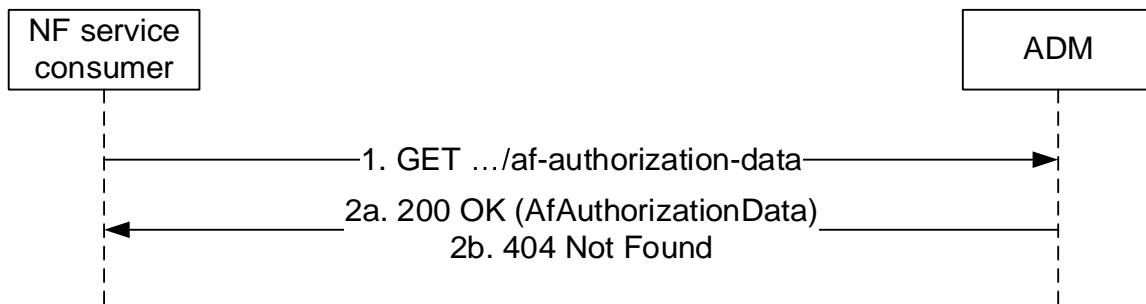 NF service
consumer
ADM
1. GET …/af-authorization-data
2a. 200 OK (AfAuthorizationData)
2b. 404 Not Found